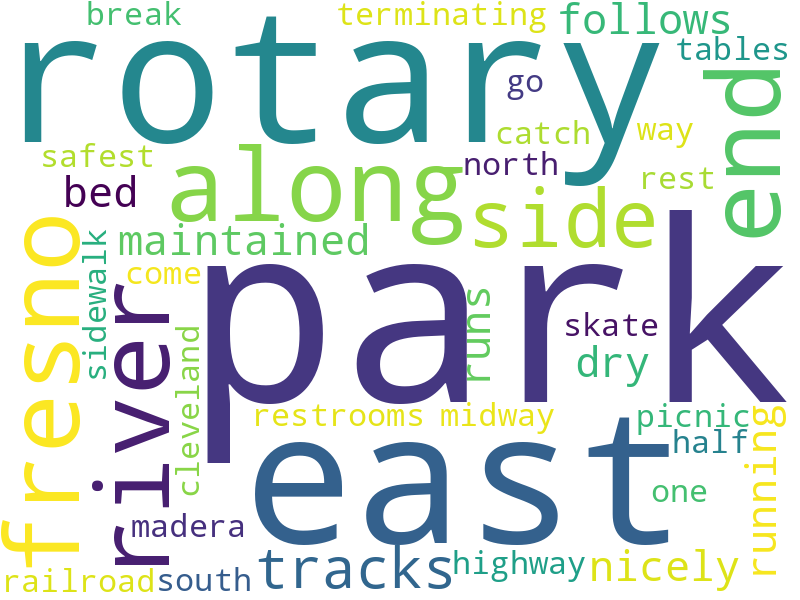 break
terminating
follows
rotary
tables
go
end
catch
way
safest
along
north
rest
bed
side
maintained
fresno
sidewalk
come
river
park
runs
skate
dry
cleveland
restrooms
midway
picnic
east
half
running
one
madera
tracks
highway
nicely
railroad
south